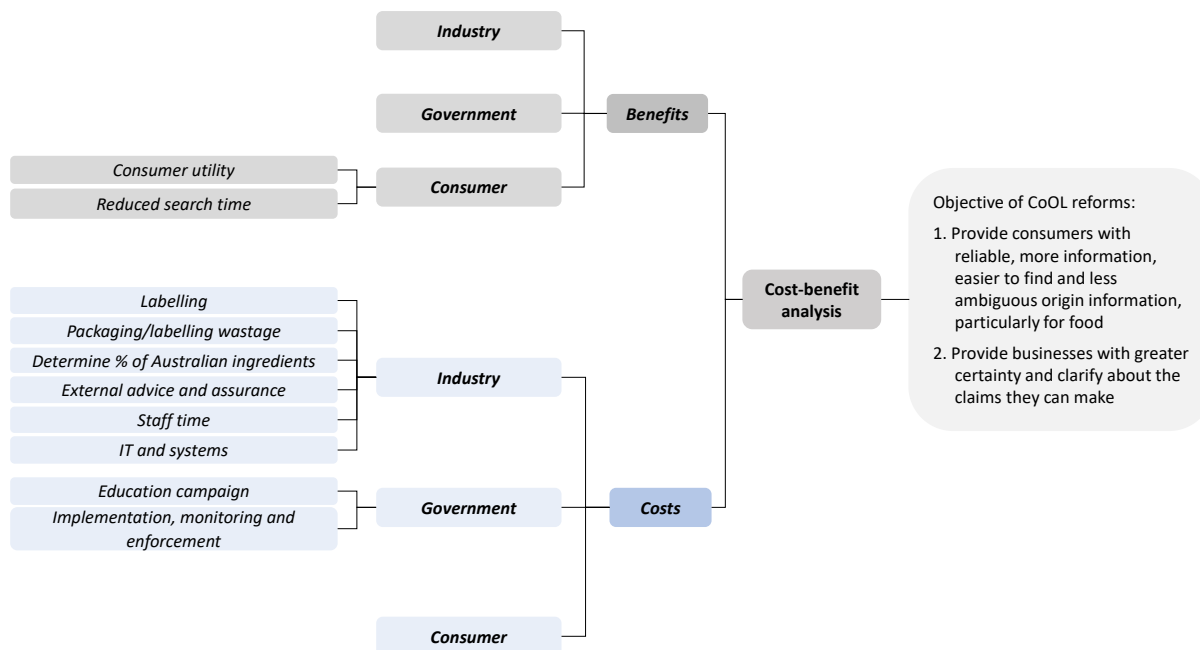 Industry
Government
Benefits
Consumer utility
Consumer
Reduced search time
Objective of CoOL reforms:
1. Provide consumers with
reliable, more information,
easier to find and less
ambiguous origin information,
particularly for food
2. Provide businesses with greater
certainty and clarify about the
claims they can make
Cost-benefit
analysis
Labelling
Packaging/labelling wastage
Determine % of Australian ingredients
External advice and assurance
Staff time
IT and systems
Industry
Education campaign
Implementation, monitoring and
enforcement
Government
Costs
Consumer